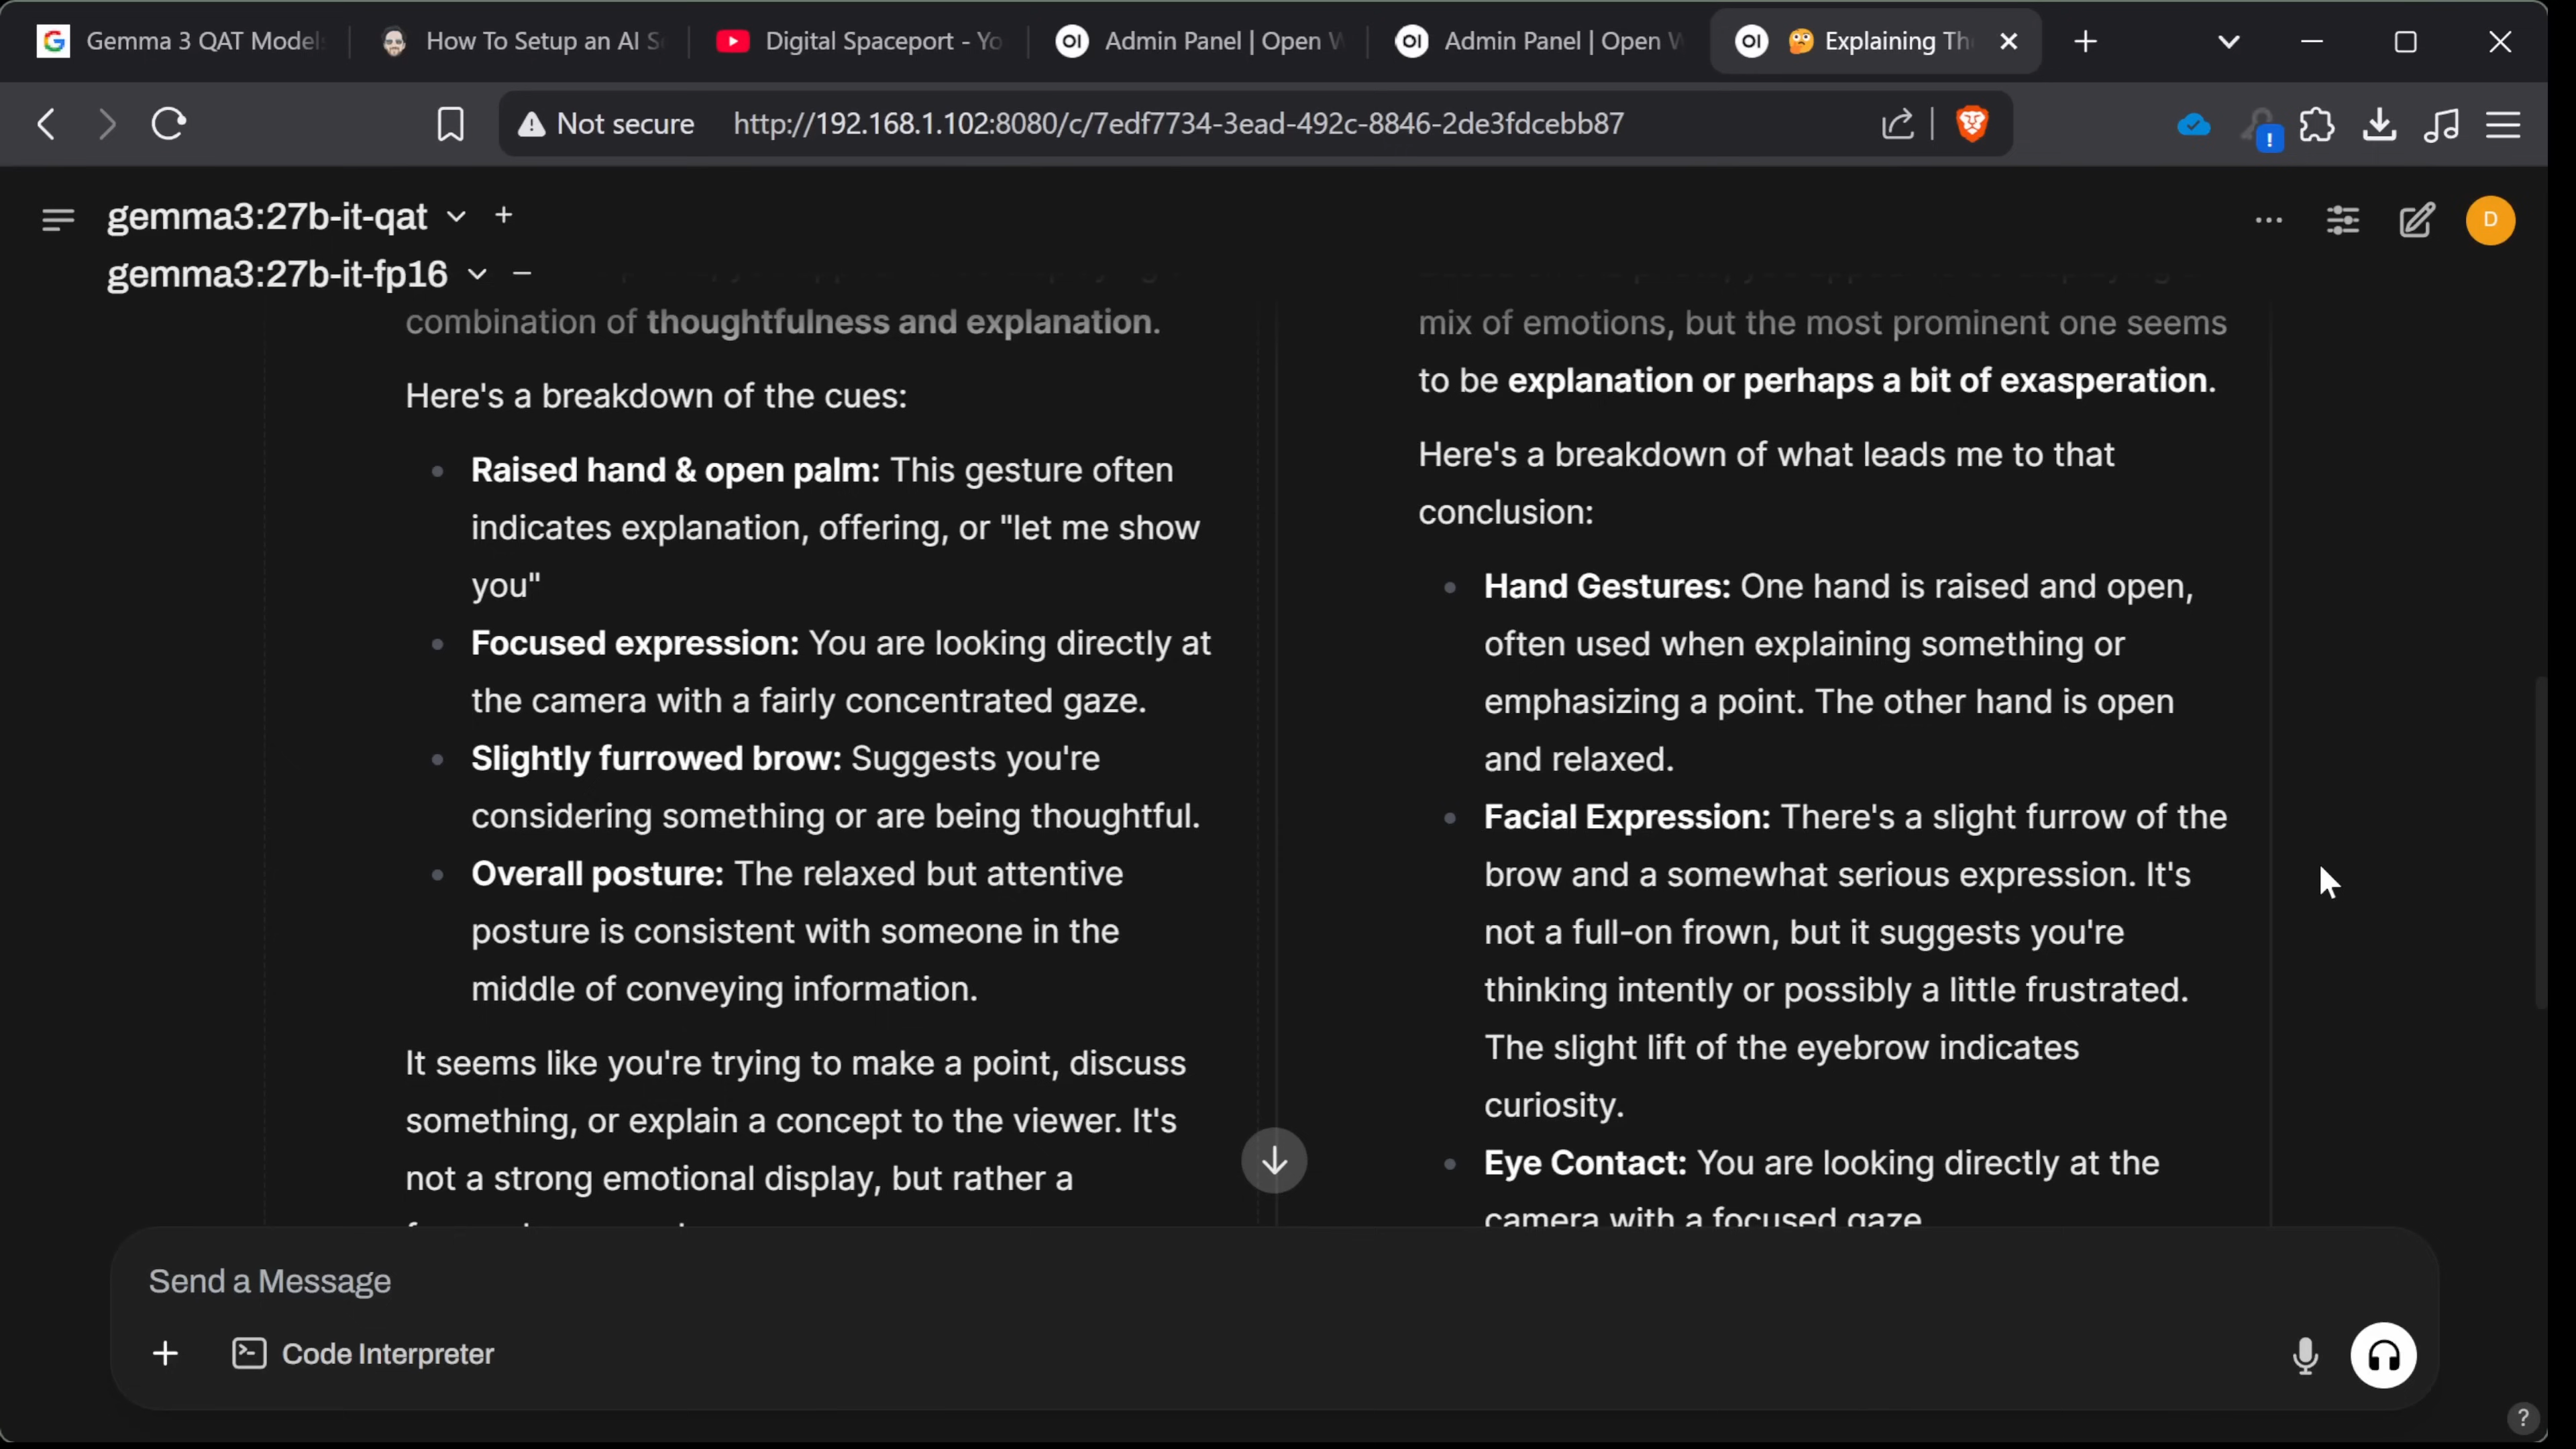 Gemma 3 QAT Models
How To Setup an AI Se
Digital Spaceport - Yo
Admin Panel | Open W
Admin Panel | Open W
🤔 Explaining Th
Not secure
http://192.168.1.102:8080/c/7edf7734-3ead-492c-8846-2de3fdcebb87
gemma3:27b-it-qat
D
gemma3:27b-it-fp16
combination of thoughtfulness and explanation.
Here's a breakdown of the cues:
Raised hand & open palm: This gesture often
indicates explanation, offering, or "let me show
you"
Focused expression: You are looking directly at
the camera with a fairly concentrated gaze.
Slightly furrowed brow: Suggests you're
considering something or are being thoughtful.
Overall posture: The relaxed but attentive
posture is consistent with someone in the
middle of conveying information.
It seems like you're trying to make a point, discuss
something, or explain a concept to the viewer. It's
not a strong emotional display, but rather a
mix of emotions, but the most prominent one seems
to be explanation or perhaps a bit of exasperation.
Here's a breakdown of what leads me to that
conclusion:
Hand Gestures: One hand is raised and open,
often used when explaining something or
emphasizing a point. The other hand is open
and relaxed.
Facial Expression: There's a slight furrow of the
brow and a somewhat serious expression. It's
not a full-on frown, but it suggests you're
thinking intently or possibly a little frustrated.
The slight lift of the eyebrow indicates
curiosity.
Eye Contact: You are looking directly at the
camera with a focused gaze
Send a Message
Code Interpreter
?